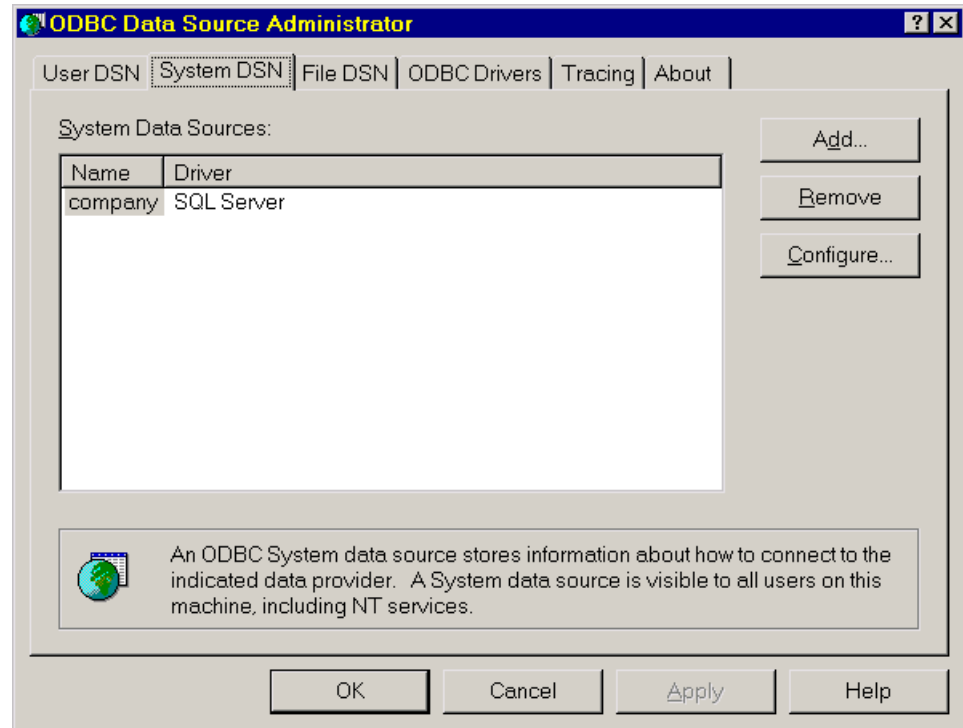 ODBC Data Source Administrator
? ×
User DSN System DSN File DSN ODBC Drivers Tracing About
System Data Sources:
Name Driver
company SQL Server
Add...
Remove
Configure...
An ODBC System data source stores information about how to connect to the
indicated data provider. A System data source is visible to all users on this
machine, including NT services.
OK Cancel Apply Help